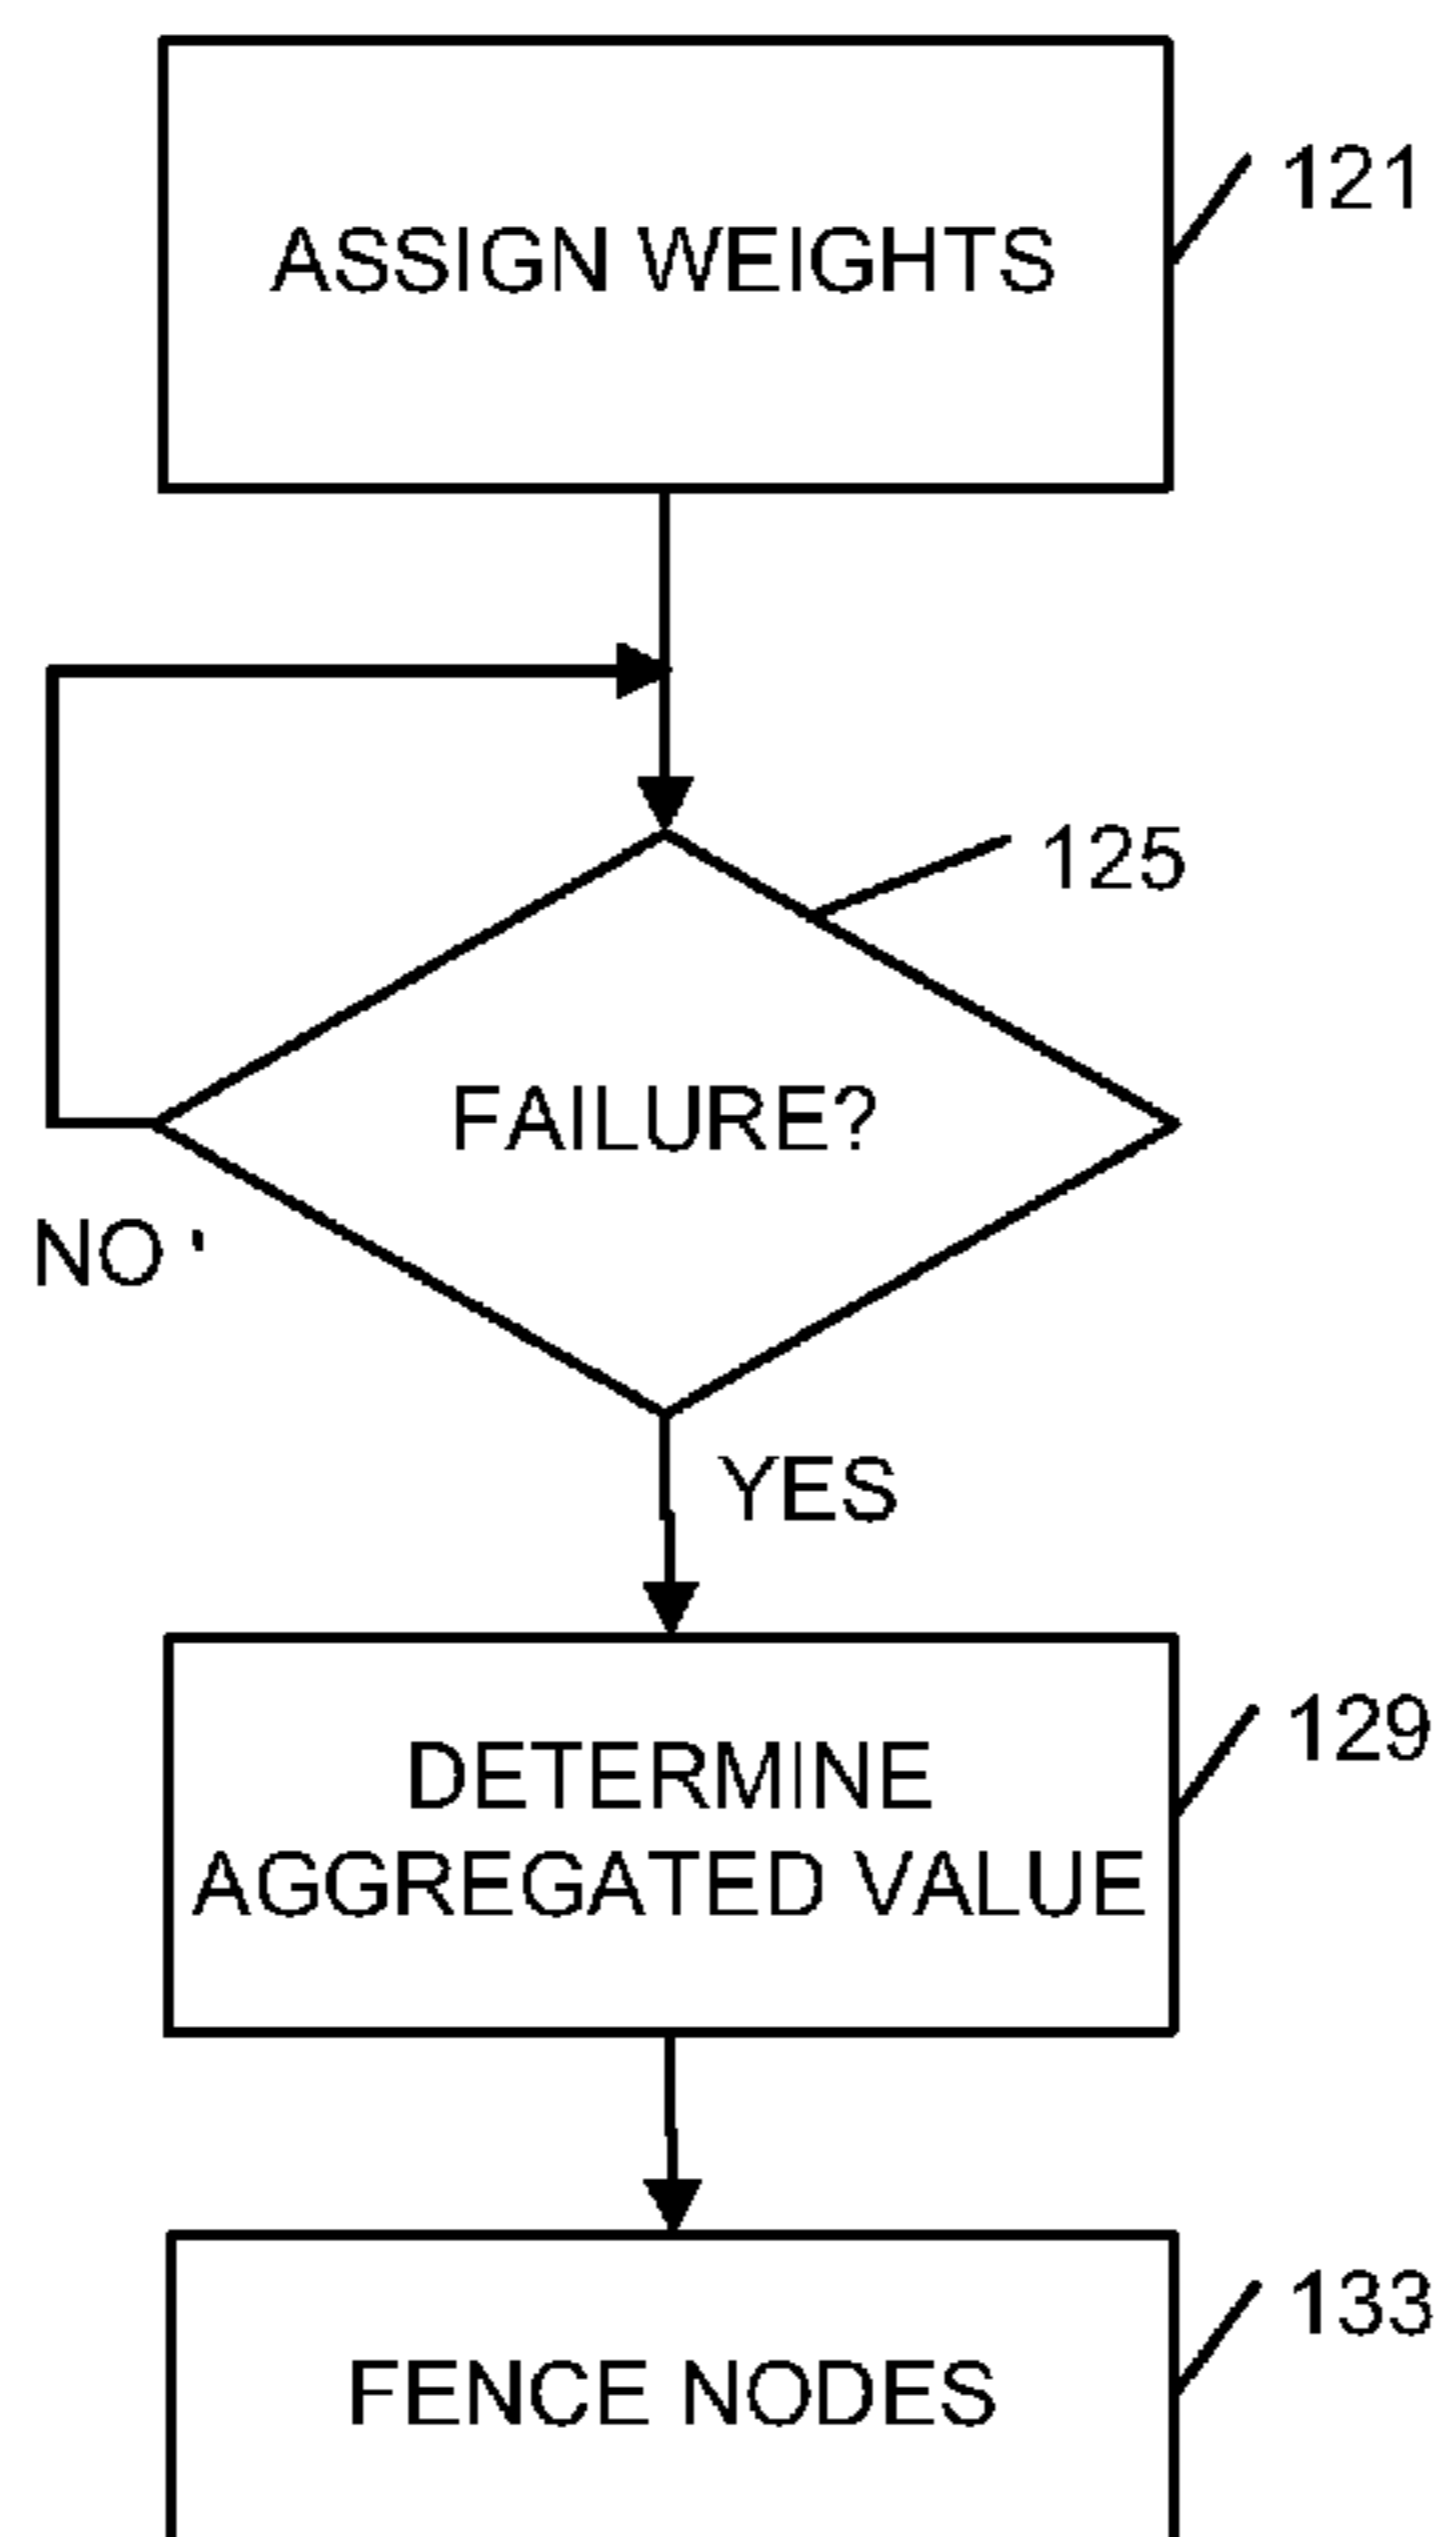 ASSIGN WEIGHTS
121
125
FAILURE?
NO '
YES
DETERMINE
AGGREGATED VALUE
129
FENCE NODES
133